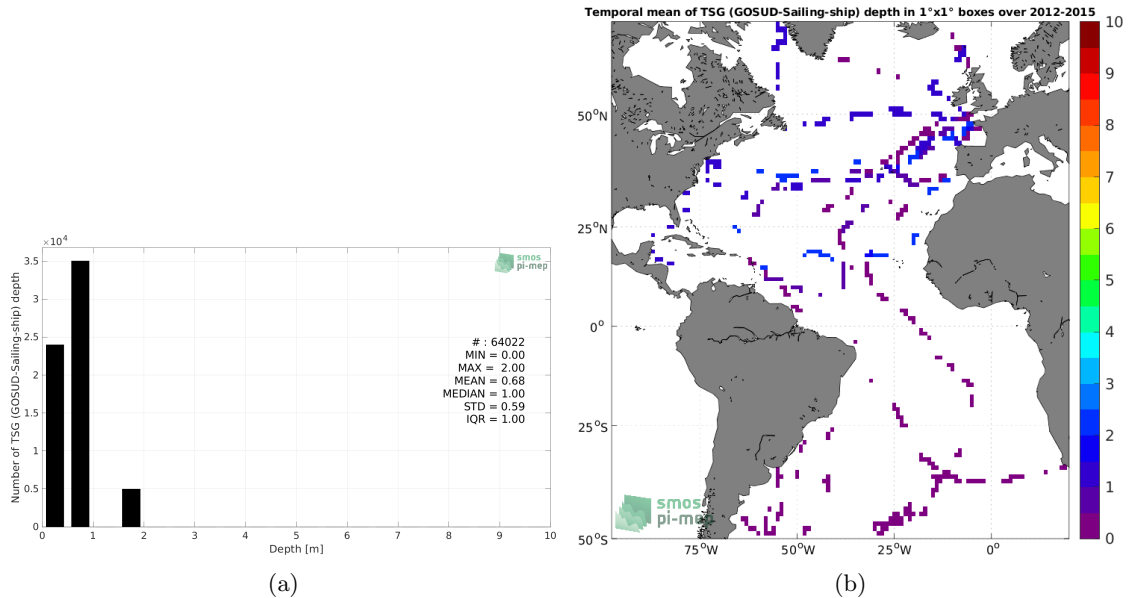 Temporal mean of TSG (GOSUD-Sailing-ship) depth in 1°x1° boxes over 2012-2015
×10⁴
Number of TSG (GOSUD-Sailing-ship) depth
3.5
3
2.5
2
1.5
1
0.5
0
smos
pi-mep
# : 64022
MIN = 0.00
MAX = 2.00
MEAN = 0.68
MEDIAN = 1.00
STD = 0.59
IQR = 1.00
0 1 2 3 4 5 6 7 8 9 10
Depth [m]
(a)
50°N
25°N
0°
25°S
50°S
75°W 50°W 25°W 0°
smos
pi-mep
10
9
8
7
6
5
4
3
2
1
0
(b)